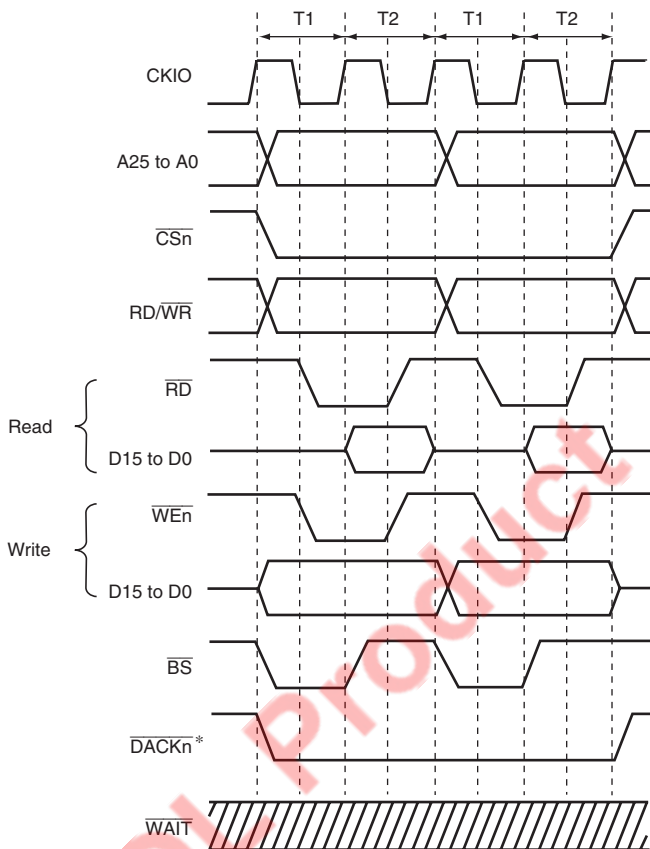 T1 T2 T1 T2
CKIO
A25 to A0
CSn
RD/WR
Read
RD
D15 to D0
Write
WEn
D15 to D0
BS
DACKn*
WAIT
OL Product